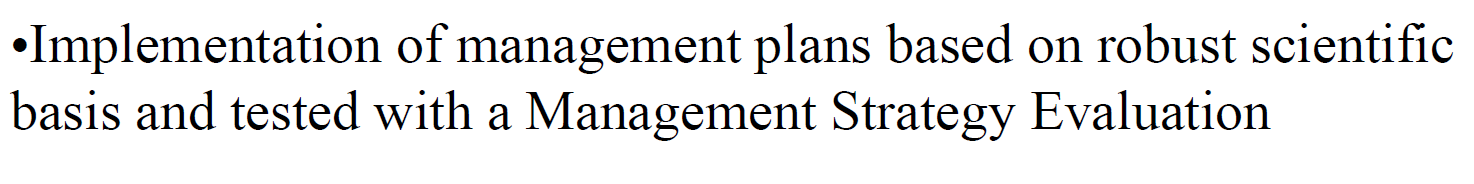 •Implementation of management plans based on robust scientific
basis and tested with a Management Strategy Evaluation